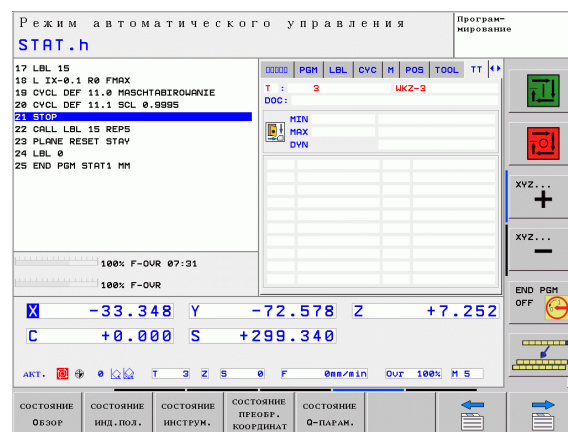 Режим автоматического управления
Програм-
мирование
STAT.h
17 LBL 15
18 L IX-0.1 R0 FMAX
19 CYCL DEF 11.0 MASCHTABIROWANIE
20 CYCL DEF 11.1 SCL 0.9995
21 STOP
22 CALL LBL 15 REP5
23 PLANE RESET STAY
24 LBL 0
25 END PGM STAT1 MM
PGM LBL CYC M POS TOOL TT
T : 3 WKZ-3
DOC:
MIN
MAX
DYN
100% F-OVR 07:31
100% F-OVR
X -33.348 Y -72.578 Z +7.252
C +0.000 S +299.340
АКТ. 0 T 3 Z S 0 F 0mm/min Ovr 100% M 5
XYZ...
+
XYZ...
−
END PGM
OFF
СОСТОЯНИЕ
ОБЗОР
СОСТОЯНИЕ
ИНД.ПОЛ.
СОСТОЯНИЕ
ИНСТРУМ.
СОСТОЯНИЕ
ПРЕОБР.
КООРДИНАТ
СОСТОЯНИЕ
Q-ПАРАМ.